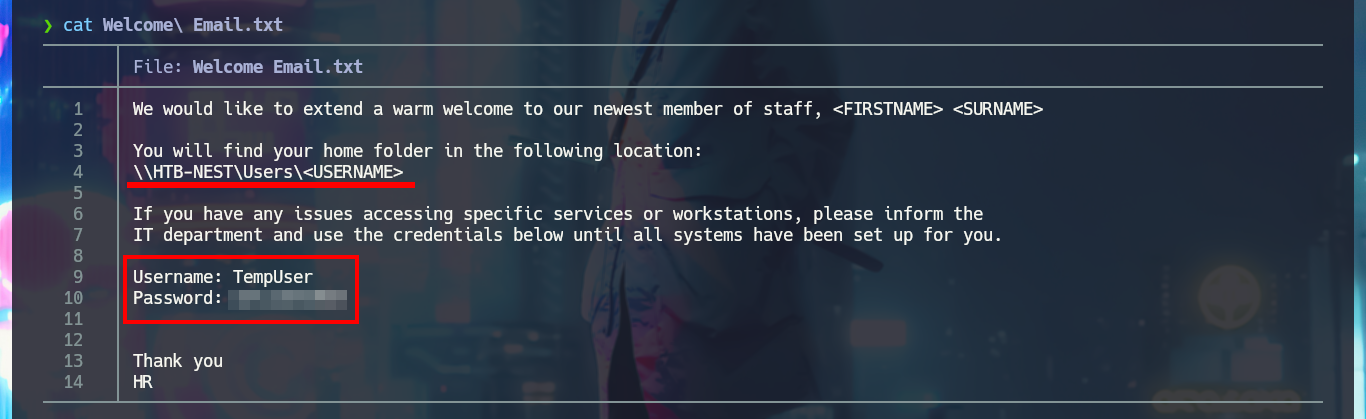 ❯ cat Welcome\ Email.txt
File: Welcome Email.txt
1 We would like to extend a warm welcome to our newest member of staff, <FIRSTNAME> <SURNAME>
2
3 You will find your home folder in the following location:
4 \\HTB-NEST\Users\<USERNAME>
5
6 If you have any issues accessing specific services or workstations, please inform the
7 IT department and use the credentials below until all systems have been set up for you.
8
9 Username: TempUser
10 Password:
11
12
13 Thank you
14 HR